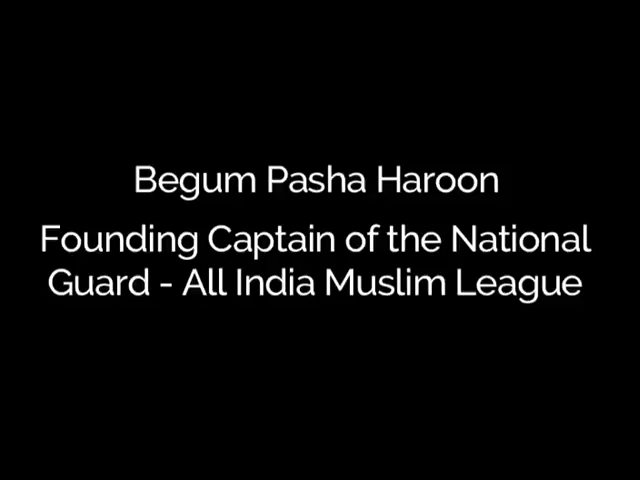 Begum Pasha Haroon
Founding Captain of the National
Guard - All India Muslim League